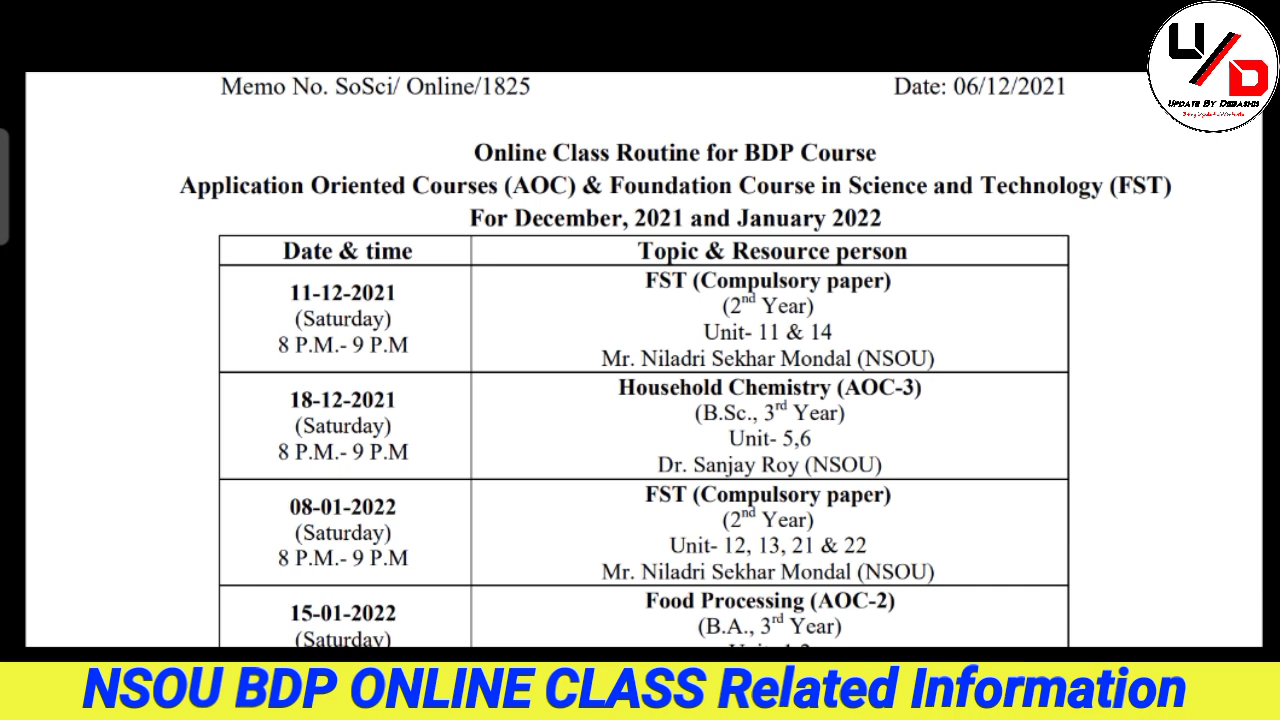 Memo No. SoSci/ Online/1825 Date: 06/12/2021
U/D
UPDATE BY DEBASHIS
Online Class Routine for BDP Course
Application Oriented Courses (AOC) & Foundation Course in Science and Technology (FST)
For December, 2021 and January 2022
Date & time Topic & Resource person
11-12-2021
(Saturday)
8 P.M.- 9 P.M
FST (Compulsory paper)
(2nd Year)
Unit- 11 & 14
Mr. Niladri Sekhar Mondal (NSOU)
18-12-2021
(Saturday)
8 P.M.- 9 P.M
Household Chemistry (AOC-3)
(B.Sc., 3rd Year)
Unit- 5,6
Dr. Sanjay Roy (NSOU)
08-01-2022
(Saturday)
8 P.M.- 9 P.M
FST (Compulsory paper)
(2nd Year)
Unit- 12, 13, 21 & 22
Mr. Niladri Sekhar Mondal (NSOU)
15-01-2022
(Saturday)
Food Processing (AOC-2)
(B.A., 3rd Year)
NSOU BDP ONLINE CLASS Related Information